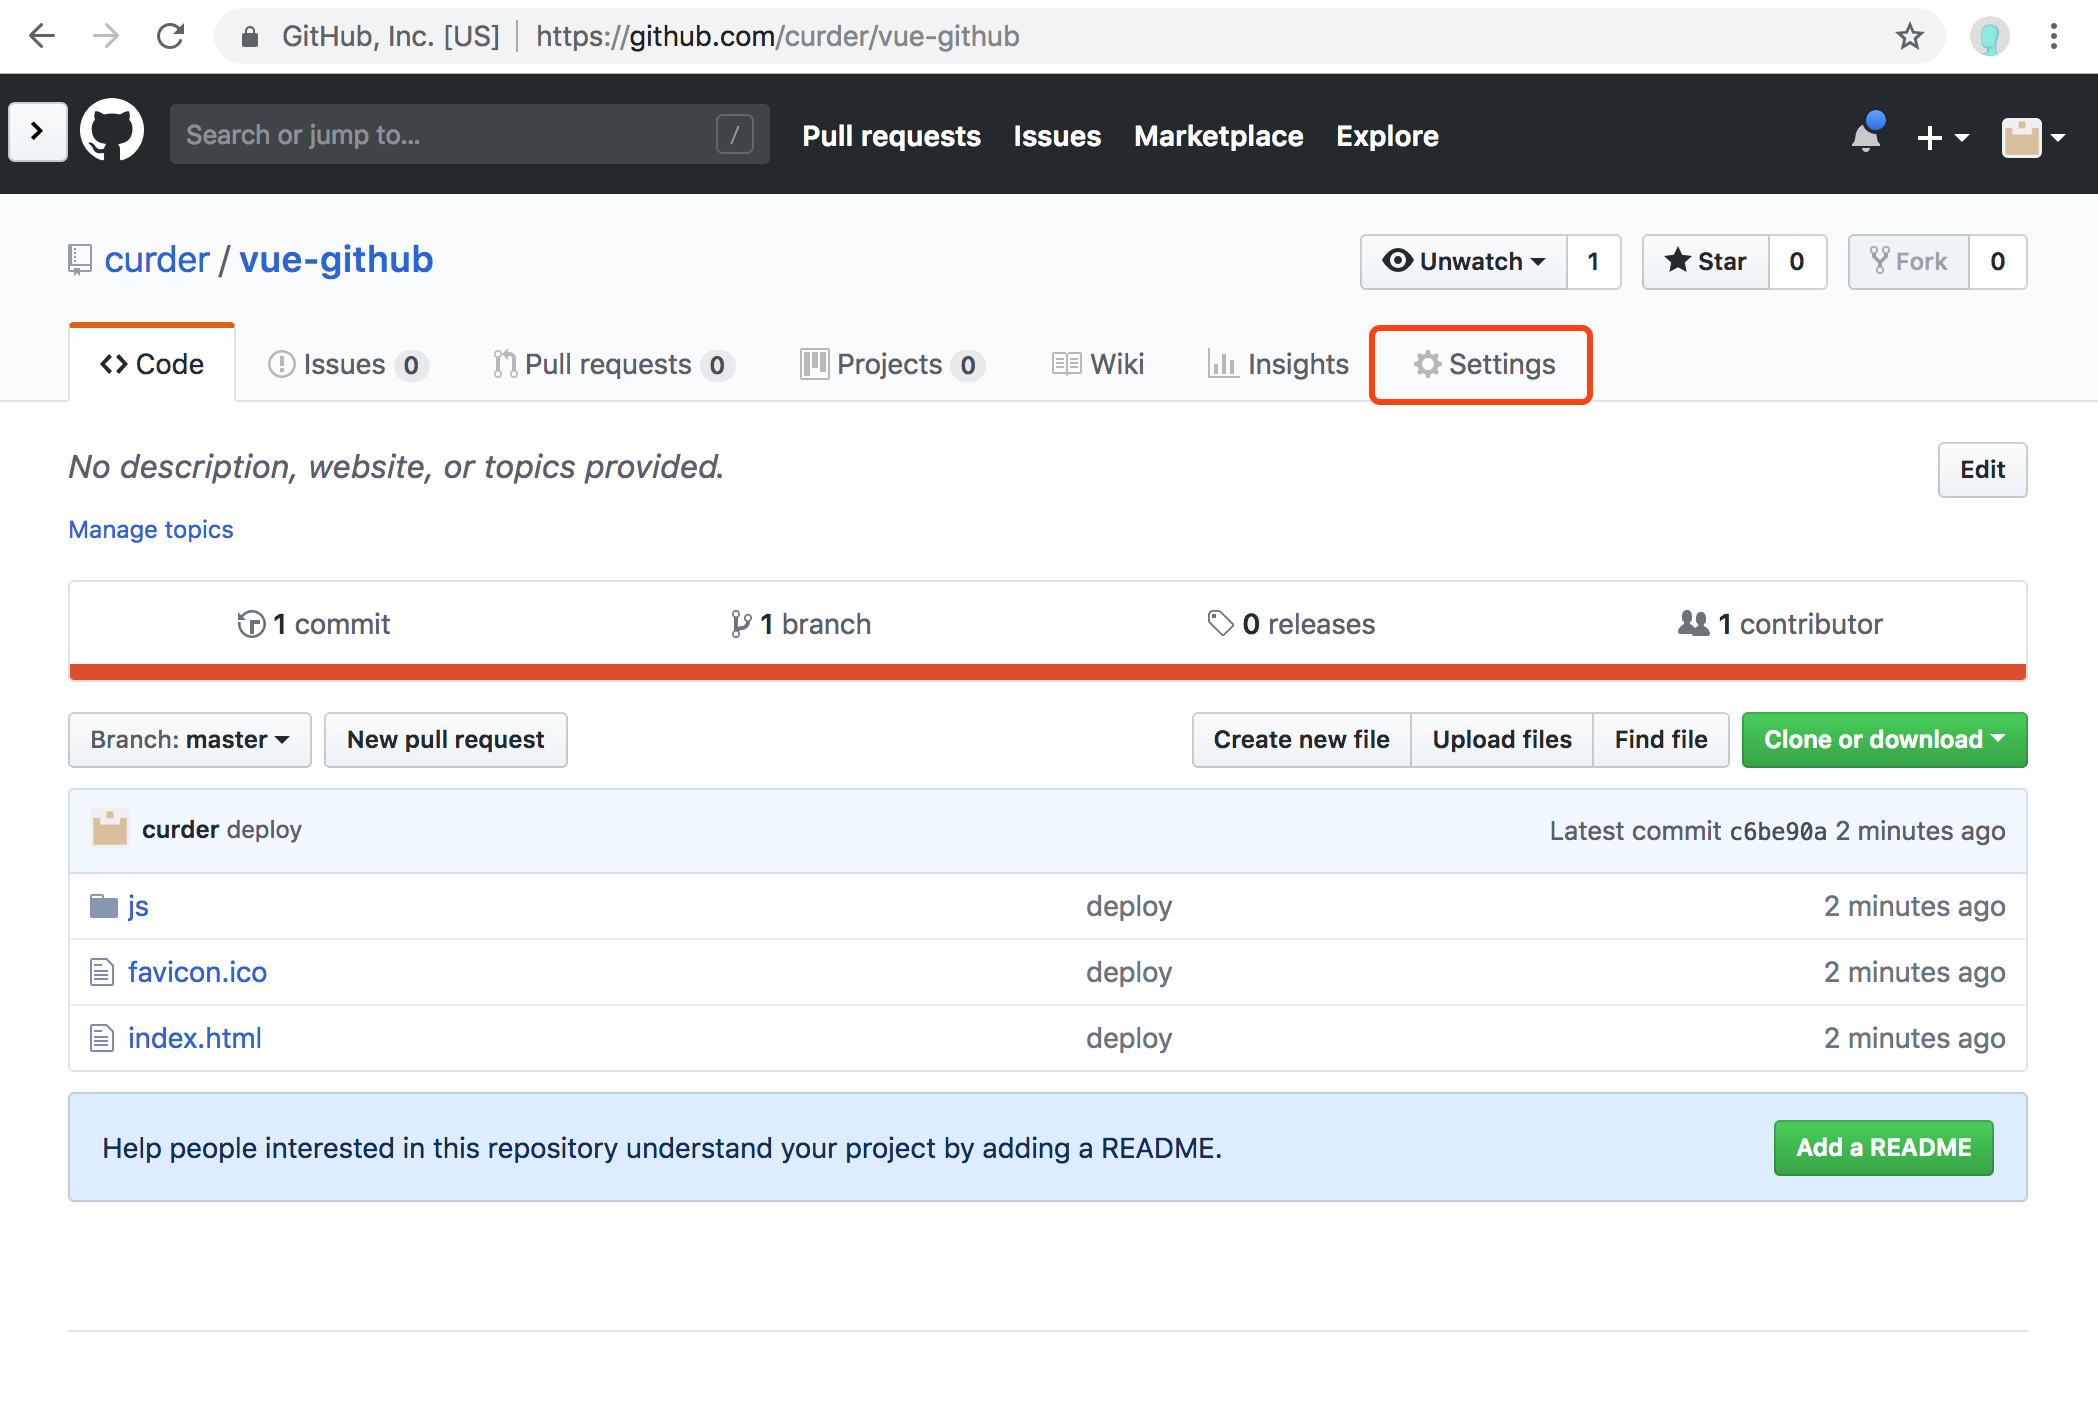 GitHub, Inc. [US] https://github.com/curder/vue-github
Search or jump to... / Pull requests Issues Marketplace Explore
curder / vue-github Unwatch 1 Star 0 Fork 0
Code Issues 0 Pull requests 0 Projects 0 Wiki Insights Settings
No description, website, or topics provided. Edit
Manage topics
1 commit 1 branch 0 releases 1 contributor
Branch: master New pull request Create new file Upload files Find file Clone or download
curder deploy Latest commit c6be90a 2 minutes ago
js deploy 2 minutes ago
favicon.ico deploy 2 minutes ago
index.html deploy 2 minutes ago
Help people interested in this repository understand your project by adding a README. Add a README